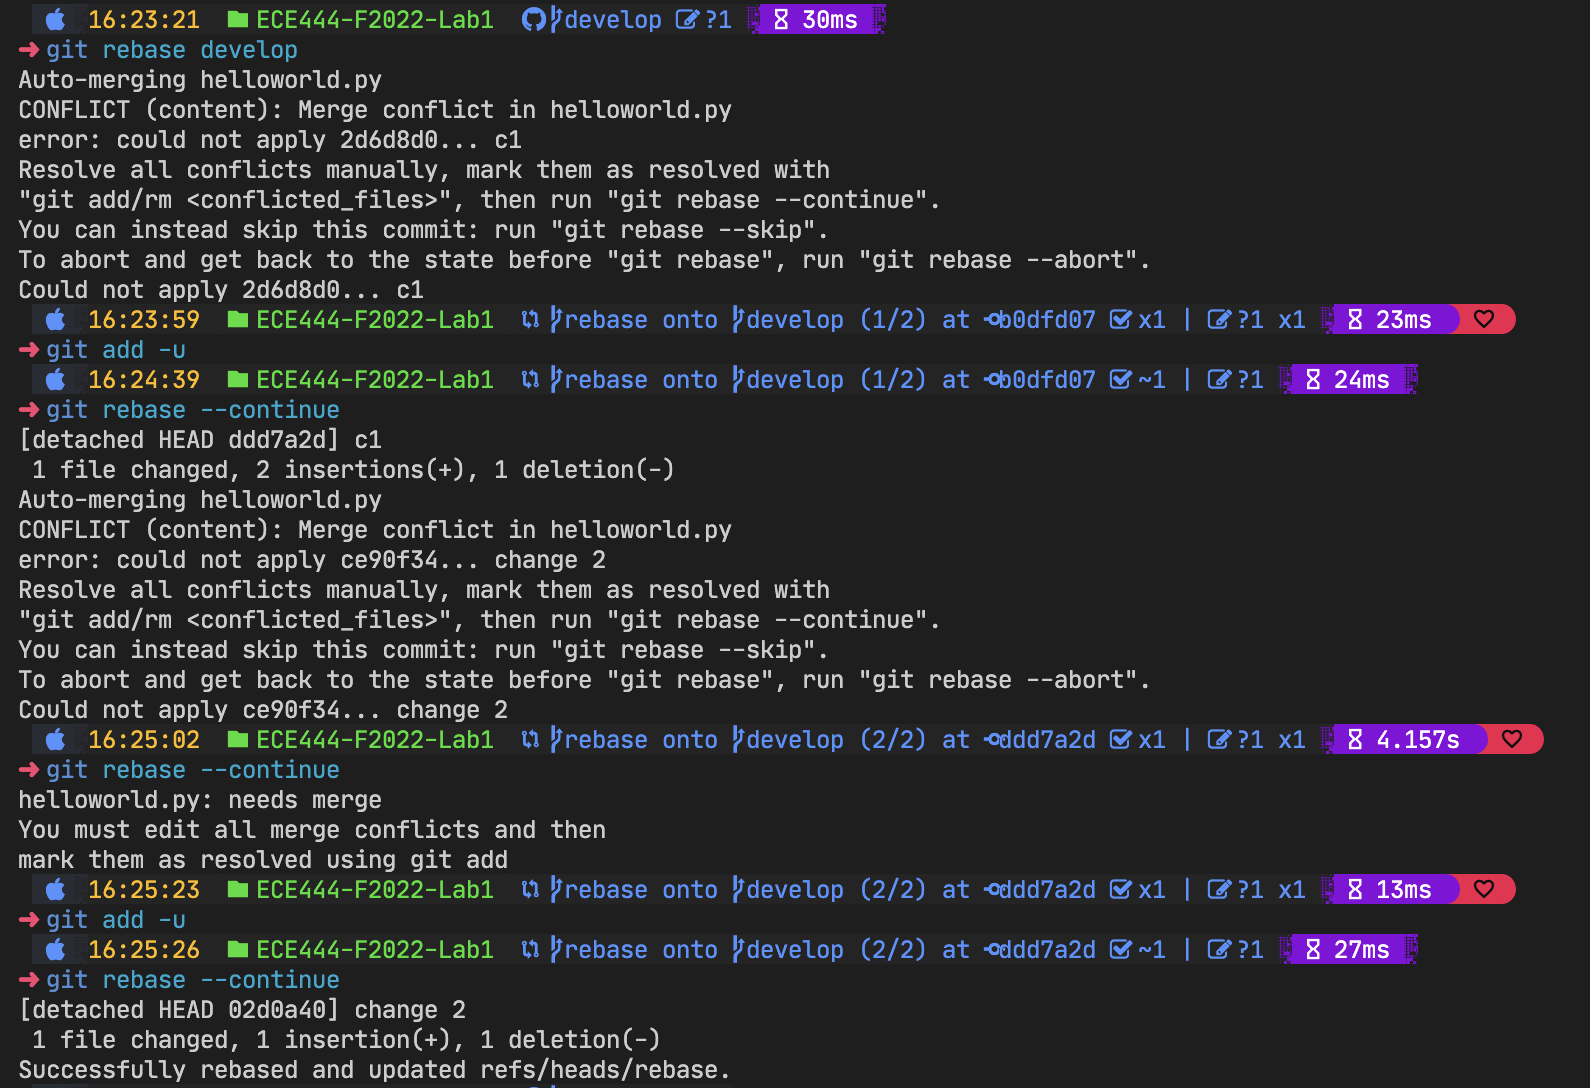 16:23:21 ECE444-F2022-Lab1 develop ?1 30ms
git rebase develop
Auto-merging helloworld.py
CONFLICT (content): Merge conflict in helloworld.py
error: could not apply 2d6d8d0... c1
Resolve all conflicts manually, mark them as resolved with
"git add/rm <conflicted_files>", then run "git rebase --continue".
You can instead skip this commit: run "git rebase --skip".
To abort and get back to the state before "git rebase", run "git rebase --abort".
Could not apply 2d6d8d0... c1
16:23:59 ECE444-F2022-Lab1 rebase onto develop (1/2) at b0dfd07 x1 | ?1 x1 23ms
git add -u
16:24:39 ECE444-F2022-Lab1 rebase onto develop (1/2) at b0dfd07 ~1 | ?1 24ms
git rebase --continue
[detached HEAD ddd7a2d] c1
1 file changed, 2 insertions(+), 1 deletion(-)
Auto-merging helloworld.py
CONFLICT (content): Merge conflict in helloworld.py
error: could not apply ce90f34... change 2
Resolve all conflicts manually, mark them as resolved with
"git add/rm <conflicted_files>", then run "git rebase --continue".
You can instead skip this commit: run "git rebase --skip".
To abort and get back to the state before "git rebase", run "git rebase --abort".
Could not apply ce90f34... change 2
16:25:02 ECE444-F2022-Lab1 rebase onto develop (2/2) at ddd7a2d x1 | ?1 x1 4.157s
git rebase --continue
helloworld.py: needs merge
You must edit all merge conflicts and then
mark them as resolved using git add
16:25:23 ECE444-F2022-Lab1 rebase onto develop (2/2) at ddd7a2d x1 | ?1 x1 13ms
git add -u
16:25:26 ECE444-F2022-Lab1 rebase onto develop (2/2) at ddd7a2d ~1 | ?1 27ms
git rebase --continue
[detached HEAD 02d0a40] change 2
1 file changed, 1 insertion(+), 1 deletion(-)
Successfully rebased and updated refs/heads/rebase.